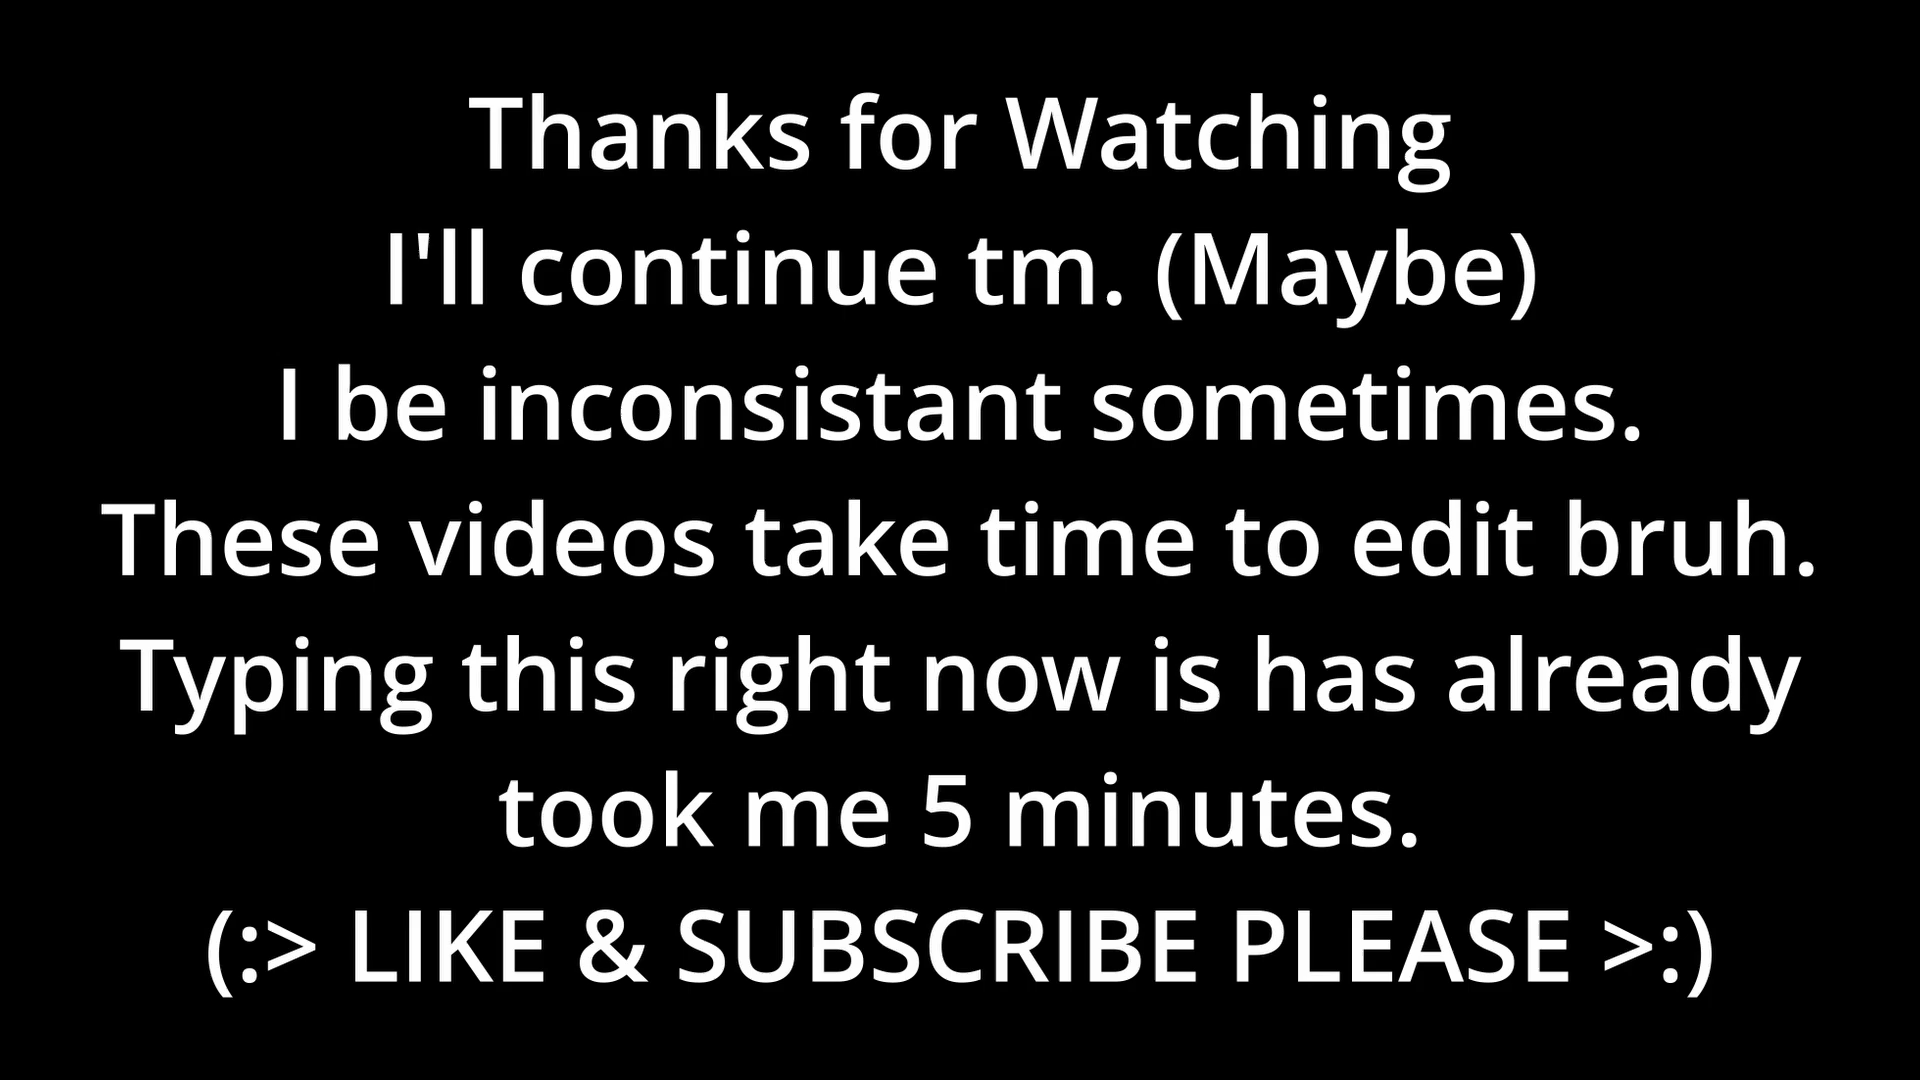 Thanks for Watching
I'll continue tm. (Maybe)
I be inconsistant sometimes.
These videos take time to edit bruh.
Typing this right now is has already
took me 5 minutes.
(:> LIKE & SUBSCRIBE PLEASE >:)